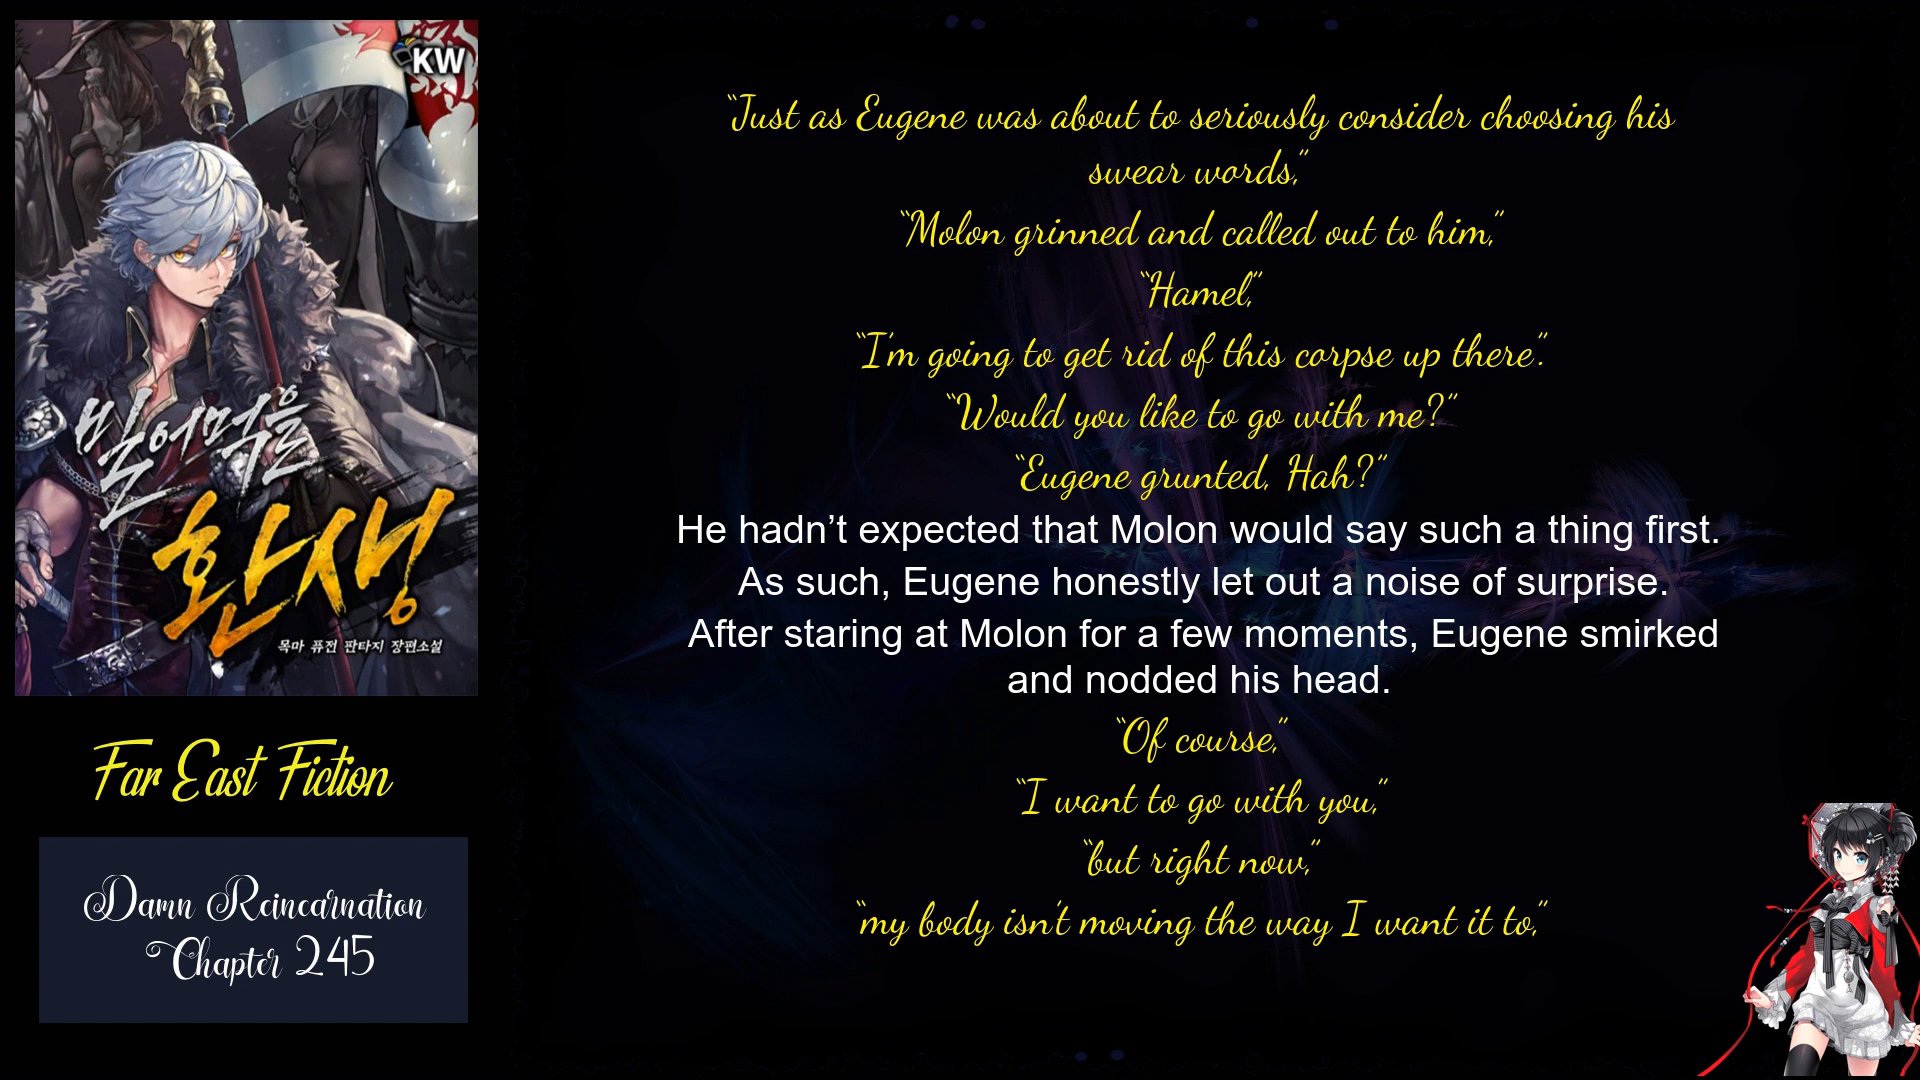 KW
빌어먹을
환생
목마 퓨전 판타지 장편소설
Far East Fiction
Damn Reincarnation
Chapter 245
“Just as Eugene was about to seriously consider choosing his
swear words,”
“Molon grinned and called out to him,”
“Hamel,”
“I’m going to get rid of this corpse up there.”
“Would you like to go with me?”
“Eugene grunted, Hah?”
He hadn’t expected that Molon would say such a thing first.
As such, Eugene honestly let out a noise of surprise.
After staring at Molon for a few moments, Eugene smirked
and nodded his head.
“Of course,”
“I want to go with you,”
“but right now,”
“my body isn’t moving the way I want it to,”